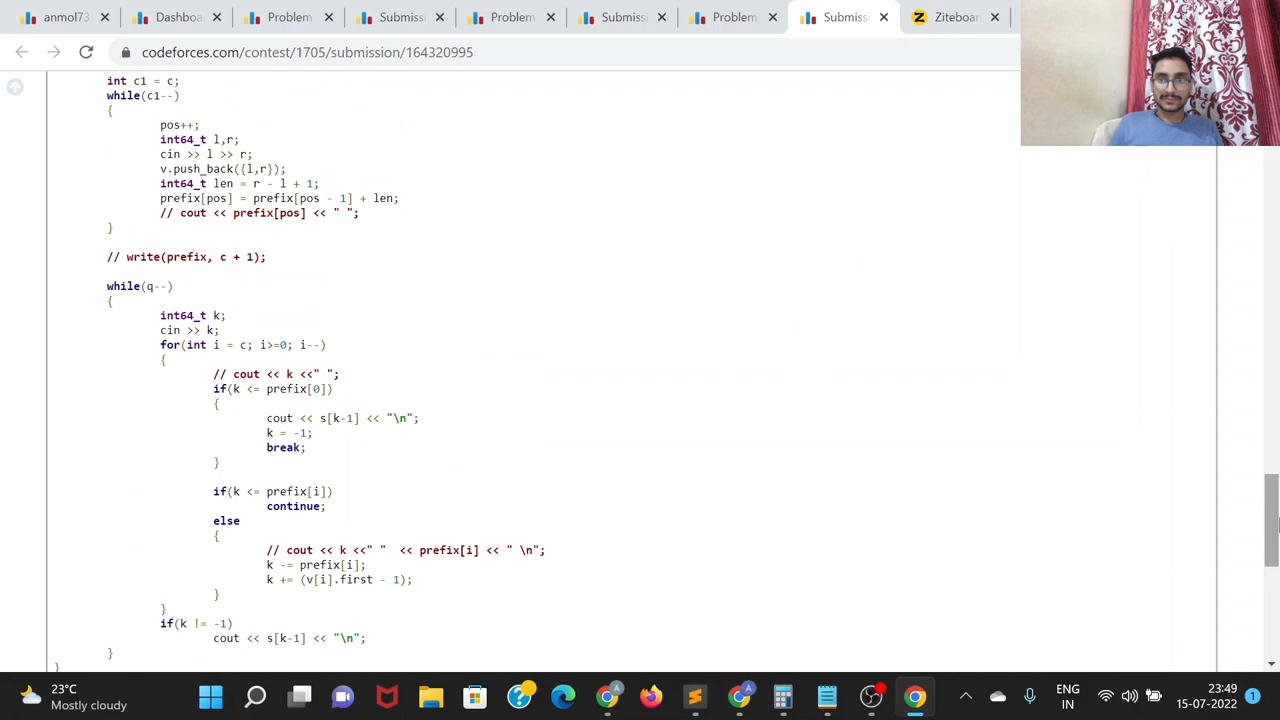 anmol73
Dashboa
Problem
Submissi
Problem
Submissi
Problem
Submissi
Ziteboard
codeforces.com/contest/1705/submission/164320995
int c1 = c;
while(c1--)
{
pos++;
int64_t l,r;
cin >> l >> r;
v.push_back({l,r});
int64_t len = r - l + 1;
prefix[pos] = prefix[pos - 1] + len;
// cout << prefix[pos] << " ";
}
// write(prefix, c + 1);
while(q--)
{
int64_t k;
cin >> k;
for(int i = c; i>=0; i--)
{
// cout << k <<" ";
if(k <= prefix[0])
{
cout << s[k-1] << "\n";
k = -1;
break;
}
if(k <= prefix[i])
continue;
else
{
// cout << k <<" "  << prefix[i] << " \n";
k -= prefix[i];
k += (v[i].first - 1);
}
}
if(k != -1)
cout << s[k-1] << "\n";
}
}
23°C
Mostly cloudy
ENG
IN
23:49
15-07-2022
1